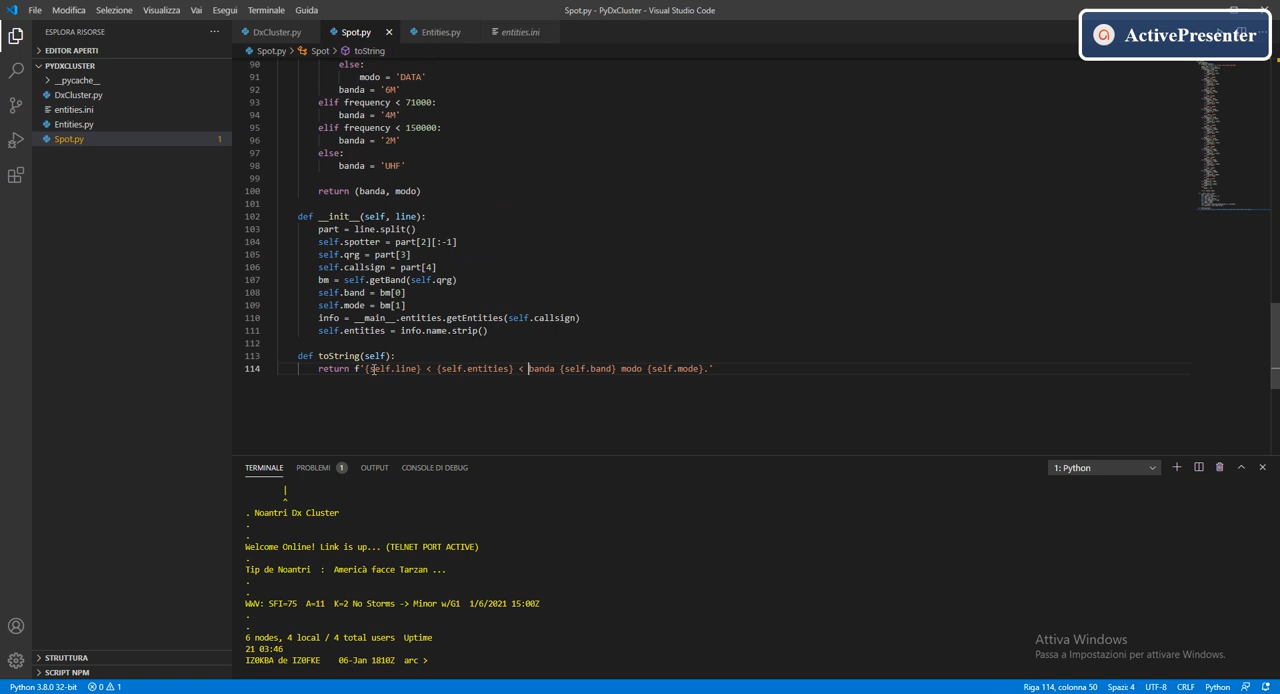 File Modifica Selezione Visualizza Vai Esegui Terminale Guida
Spot.py - PyDxCluster - Visual Studio Code
ActivePresenter
ESPLORA RISORSE ...
EDITOR APERTI
PYDXCLUSTER
__pycache__
DxCluster.py
entities.ini
Entities.py
Spot.py 1
DxCluster.py Spot.py Entities.py entities.ini
Spot.py > Spot > toString
90 else:
91 modo = 'DATA'
92 banda = '6M'
93 elif frequency < 71000:
94 banda = '4M'
95 elif frequency < 150000:
96 banda = '2M'
97 else:
98 banda = 'UHF'
99
100 return (banda, modo)
101
102 def __init__(self, line):
103 part = line.split()
104 self.spotter = part[2][:-1]
105 self.qrg = part[3]
106 self.callsign = part[4]
107 bm = self.getBand(self.qrg)
108 self.band = bm[0]
109 self.mode = bm[1]
110 info = __main__.entities.getEntities(self.callsign)
111 self.entities = info.name.strip()
112
113 def toString(self):
114 return f'{self.line} < {self.entities} < banda {self.band} modo {self.mode}.'
TERMINALE PROBLEMI 1 OUTPUT CONSOLE DI DEBUG
1: Python
|
^
. Noantri Dx Cluster
.
.
Welcome Online! Link is up... (TELNET PORT ACTIVE)
.
Tip de Noantri : Americà facce Tarzan ...
.
.
WWV: SFI=75 A=11 K=2 No Storms -> Minor w/G1 1/6/2021 15:00Z
.
.
6 nodes, 4 local / 4 total users Uptime
21 03:46
IZ0KBA de IZ0FKE 06-Jan 1810Z arc >
Attiva Windows
Passa a Impostazioni per attivare Windows.
STRUTTURA
SCRIPT NPM
Python 3.8.0 32-bit 0 1
Riga 114, colonna 50 Spazi: 4 UTF-8 CRLF Python